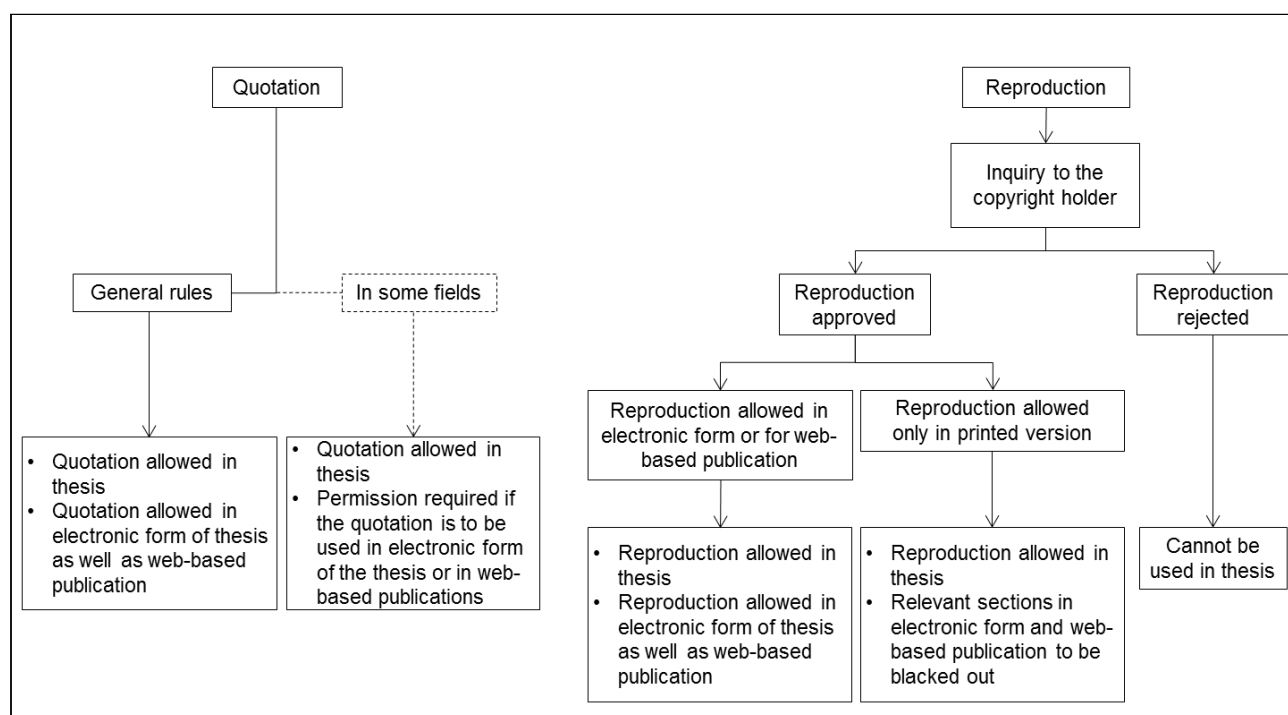 Quotation
General rules
In some fields
• Quotation allowed in
thesis
• Quotation allowed in
electronic form of thesis
as well as web-based
publication
• Quotation allowed in
thesis
• Permission required if
the quotation is to be
used in electronic form
of the thesis or in web-
based publications
Reproduction
Inquiry to the
copyright holder
Reproduction
approved
Reproduction
rejected
Reproduction allowed in
electronic form or for web-
based publication
Reproduction allowed
only in printed version
• Reproduction allowed in
thesis
• Reproduction allowed in
electronic form of thesis
as well as web-based
publication
• Reproduction allowed in
thesis
• Relevant sections in
electronic form and web-
based publication to be
blacked out
Cannot be
used in thesis